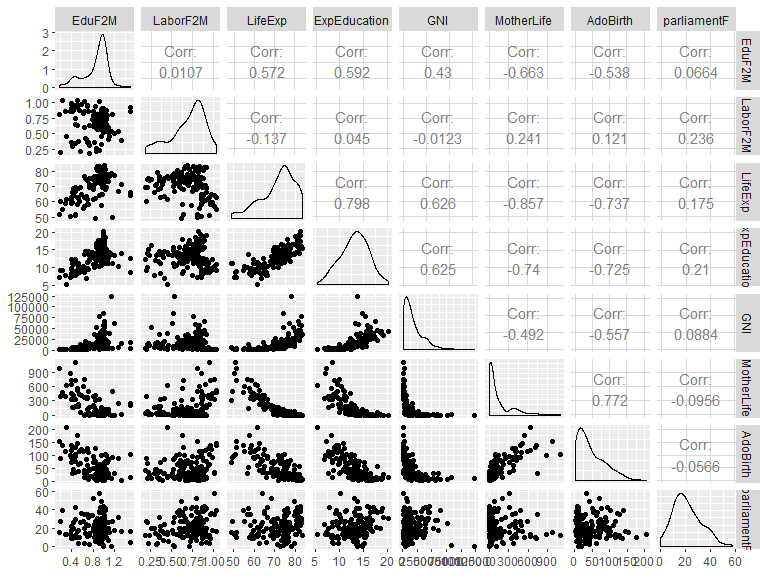 EduF2M LaborF2M LifeExp ExpEducation GNI MotherLife AdoBirth parliamentF
3
2
1
0
Corr:
0.0107
Corr:
0.572
Corr:
0.592
Corr:
0.43
Corr:
-0.663
Corr:
-0.538
Corr:
0.0664
EduF2M
1.00
0.75
0.50
0.25
Corr:
-0.137
Corr:
0.045
Corr:
-0.0123
Corr:
0.241
Corr:
0.121
Corr:
0.236
LaborF2M
80
70
60
50
Corr:
0.798
Corr:
0.626
Corr:
-0.857
Corr:
-0.737
Corr:
0.175
LifeExp
20
15
10
5
Corr:
0.625
Corr:
-0.74
Corr:
-0.725
Corr:
0.21
xpEducatio
125000
100000
75000
50000
25000
0
Corr:
-0.492
Corr:
-0.557
Corr:
0.0884
GNI
900
600
300
0
Corr:
0.772
Corr:
-0.0956
MotherLife
200
150
100
50
0
Corr:
-0.0566
AdoBirth
60
40
20
0
parliamentF
0.4 0.8 1.2
0.25 0.50 0.75 1.00
50 60 70 80
5 10 15 20
0 300 600 900
0 50 100 150 200
0 20 40 60